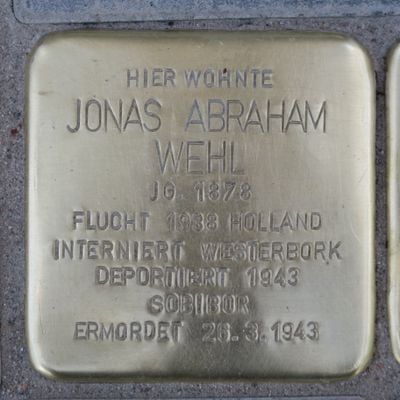 HIER WOHNTE
JONAS ABRAHAM
WEHL
JG. 1878
FLUCHT 1938 HOLLAND
INTERNIERT WESTERBORK
DEPORTIERT 1943
SOBIBOR
ERMORDET 26.3.1943